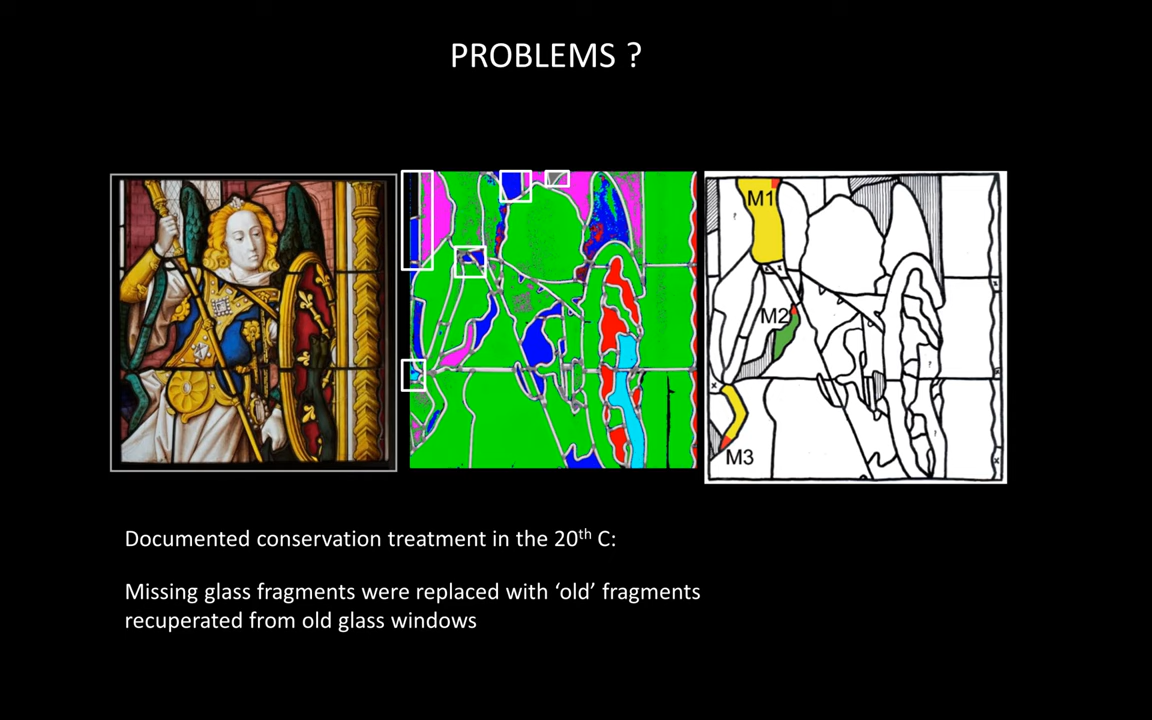 PROBLEMS ?
M1
M2
M3
?
?
Documented conservation treatment in the 20th C:
Missing glass fragments were replaced with ‘old’ fragments
recuperated from old glass windows